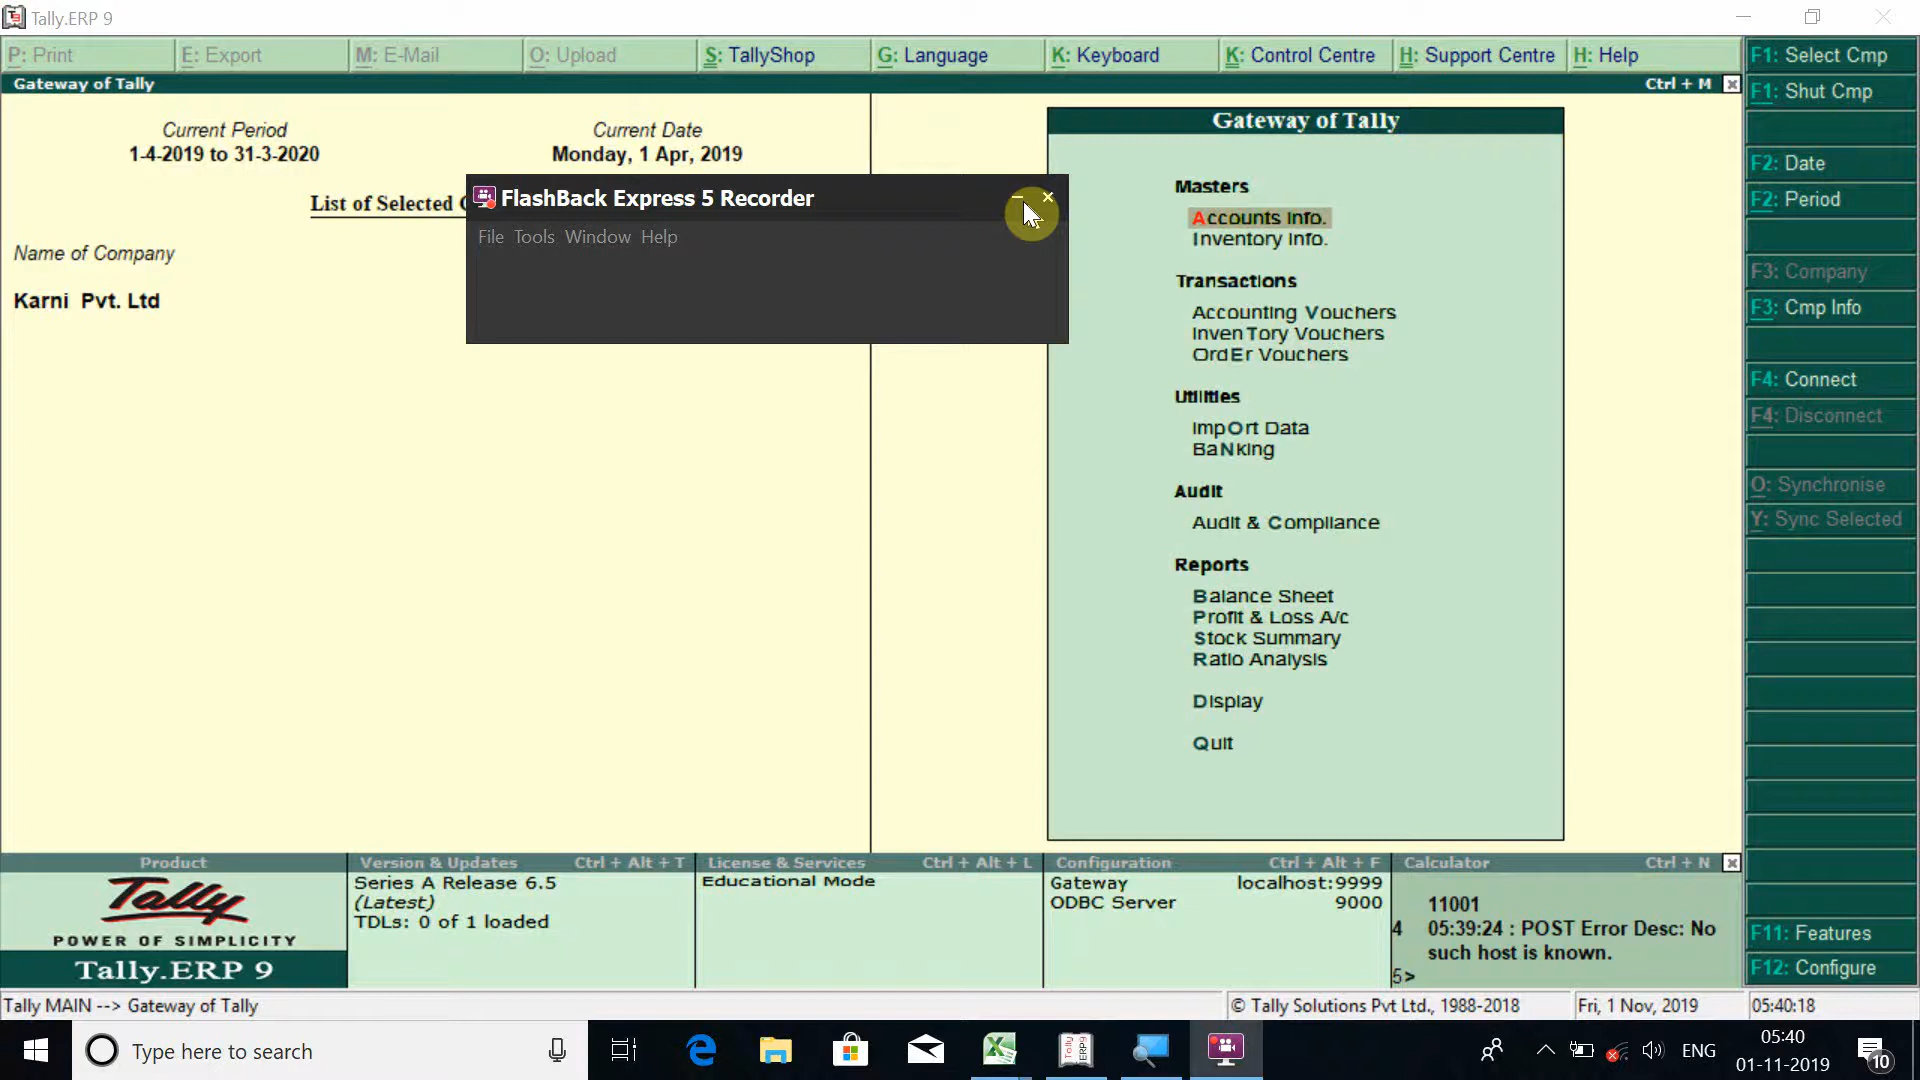 Tally.ERP 9
P: Print
E: Export
M: E-Mail
O: Upload
S: TallyShop
G: Language
K: Keyboard
K: Control Centre
H: Support Centre
H: Help
Gateway of Tally
Ctrl + M
Current Period
1-4-2019 to 31-3-2020
Current Date
Monday, 1 Apr, 2019
List of Selected
Name of Company
Karni Pvt. Ltd
FlashBack Express 5 Recorder
File Tools Window Help
Gateway of Tally
Masters
Accounts Info.
Inventory Info.
Transactions
Accounting Vouchers
InvenTory Vouchers
OrdEr Vouchers
Utilities
ImpOrt Data
BaNking
Audit
Audit & Compliance
Reports
Balance Sheet
Profit & Loss A/c
Stock Summary
Ratio Analysis
Display
Quit
F1: Select Cmp
F1: Shut Cmp
F2: Date
F2: Period
F3: Company
F3: Cmp Info
F4: Connect
F4: Disconnect
O: Synchronise
Y: Sync Selected
F11: Features
F12: Configure
Product
Tally
POWER OF SIMPLICITY
Tally.ERP 9
Version & Updates Ctrl + Alt + T
Series A Release 6.5
(Latest)
TDLs: 0 of 1 loaded
License & Services Ctrl + Alt + L
Educational Mode
Configuration Ctrl + Alt + F
Gateway localhost:9999
ODBC Server 9000
Calculator Ctrl + N
11001
4 05:39:24 : POST Error Desc: No
such host is known.
5>
Tally MAIN --> Gateway of Tally
© Tally Solutions Pvt Ltd., 1988-2018
Fri, 1 Nov, 2019
05:40:18
Type here to search
ENG
05:40
01-11-2019
10